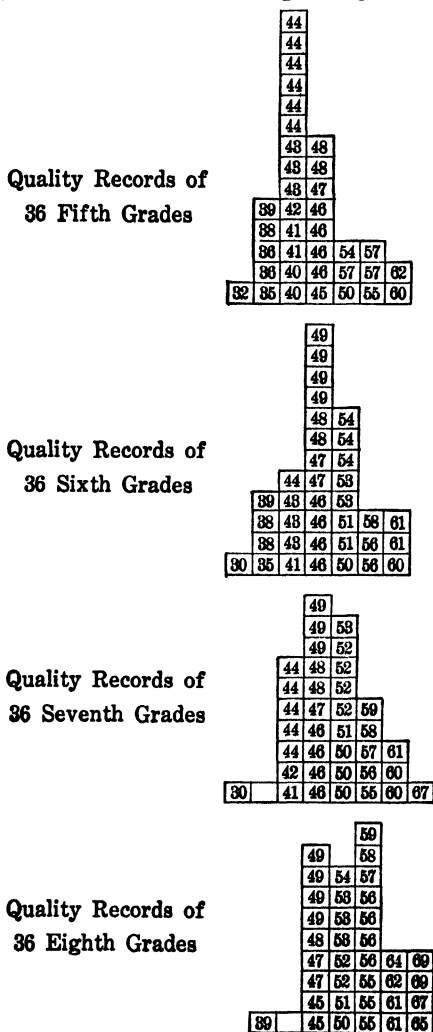 44
44
44
44
44
44
43 48
43 48
43 47
Quality Records of
36 Fifth Grades
39 42 46
38 41 46
36 41 46 54 57
36 40 46 57 57 62
32 35 40 45 50 55 60
49
49
49
49
48 54
48 54
47 54
Quality Records of
36 Sixth Grades
44 47 53
39 43 46 53
38 43 46 51 58 61
38 43 46 51 56 61
30 35 41 46 50 56 60
49
49 53
49 52
44 48 52
44 48 52
Quality Records of
36 Seventh Grades
44 47 52 59
44 46 51 58
44 46 50 57 61
42 46 50 56 60
30 41 46 50 55 60 67
59
49 58
49 54 57
49 53 56
Quality Records of
36 Eighth Grades
49 53 56
48 53 56
47 52 56 64 69
47 52 55 62 69
45 51 55 61 67
39 45 50 55 61 65